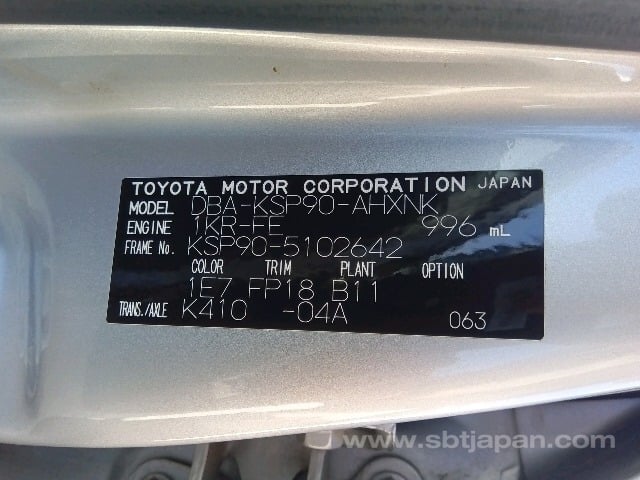 TOYOTA MOTOR CORPORATION JAPAN
MODEL DBA-KSP90-AHXNK
ENGINE 1KR-FE 996 mL
FRAME No. KSP90-5102642
COLOR TRIM PLANT OPTION
1E7 FP18 B11
TRANS./AXLE K410 -04A 063
www.sbtjapan.com